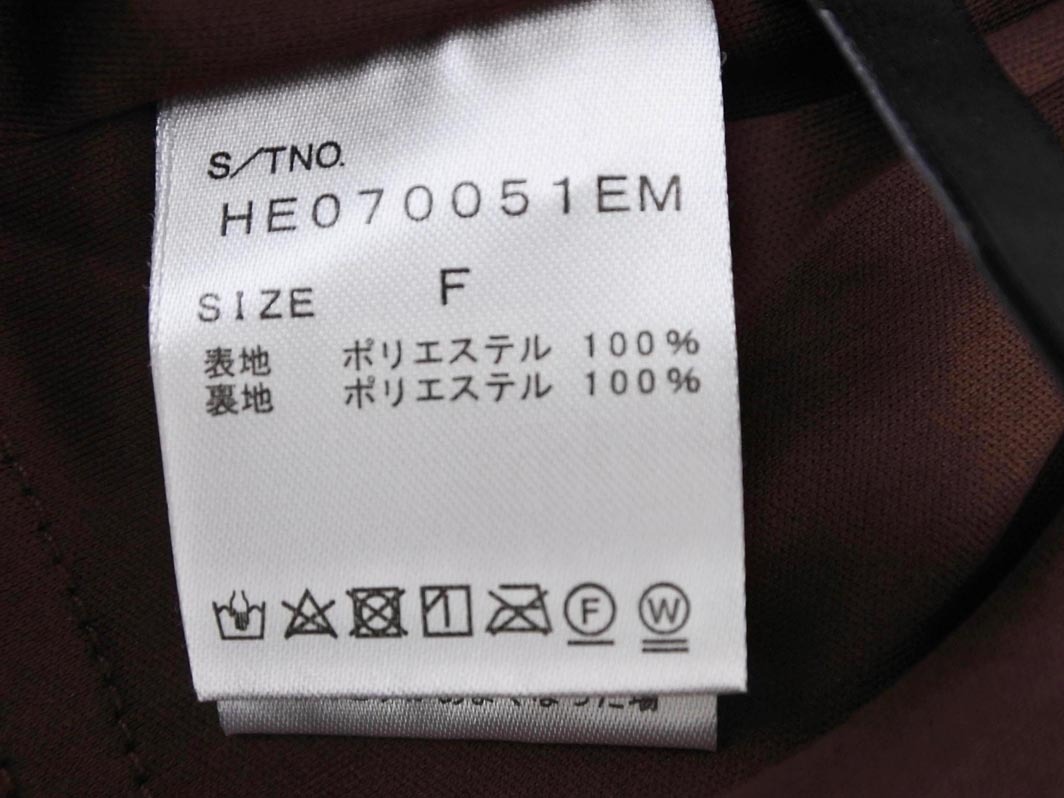 S/TNO.
HE070051EM
SIZE F
表地 ポリエステル 100%
裏地 ポリエステル 100%
1
F
W